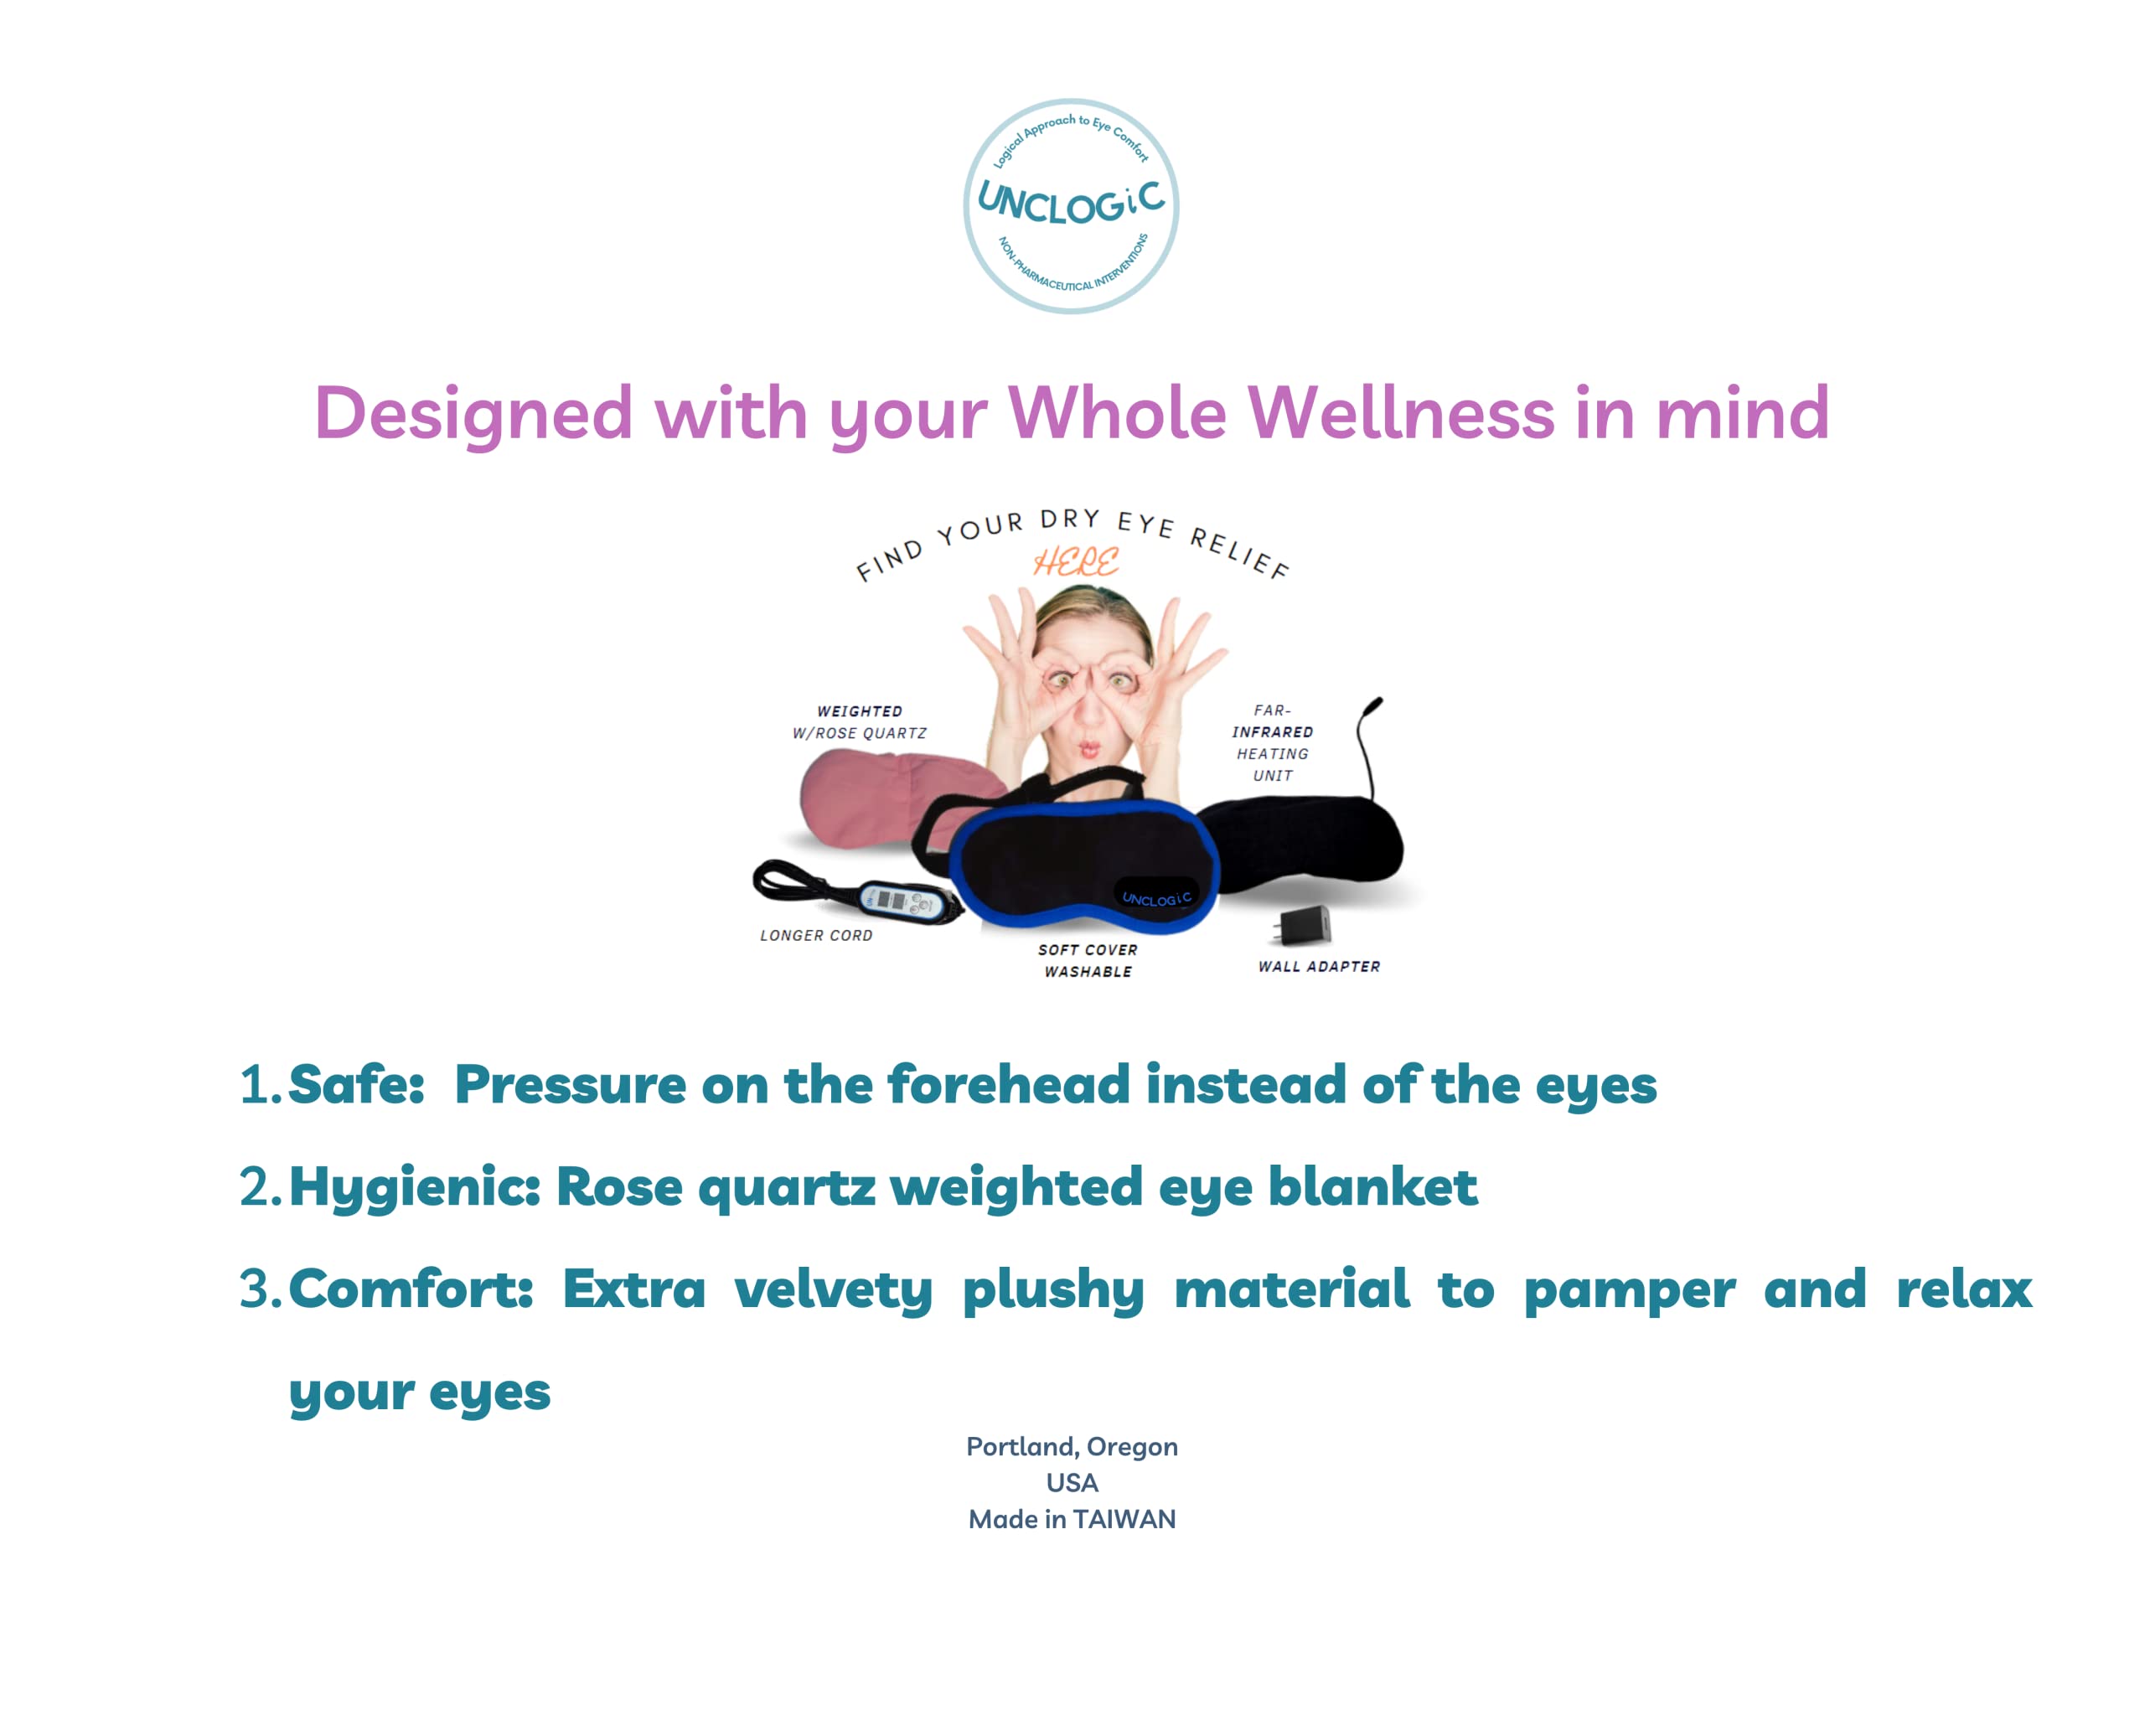 Logical Approach to Eye Comfort
UNCLOGiC
NON-PHARMACEUTICAL INTERVENTIONS
Designed with your Whole Wellness in mind
FIND YOUR DRY EYE RELIEF
HERE
WEIGHTED
W/ROSE QUARTZ
FAR-
INFRARED
HEATING
UNIT
UNCLOGiC
LONGER CORD
SOFT COVER
WASHABLE
WALL ADAPTER
1. Safe: Pressure on the forehead instead of the eyes
2. Hygienic: Rose quartz weighted eye blanket
3. Comfort: Extra velvety plushy material to pamper and relax
your eyes
Portland, Oregon
USA
Made in TAIWAN